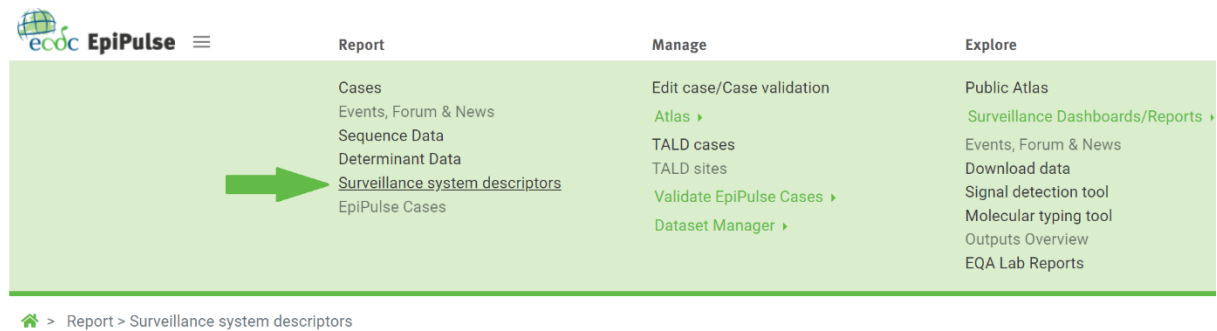 ecdc EpiPulse
Report
Cases
Events, Forum & News
Sequence Data
Determinant Data
Surveillance system descriptors
EpiPulse Cases
Manage
Edit case/Case validation
Atlas
TALD cases
TALD sites
Validate EpiPulse Cases
Dataset Manager
Explore
Public Atlas
Surveillance Dashboards/Reports
Events, Forum & News
Download data
Signal detection tool
Molecular typing tool
Outputs Overview
EQA Lab Reports
> Report > Surveillance system descriptors